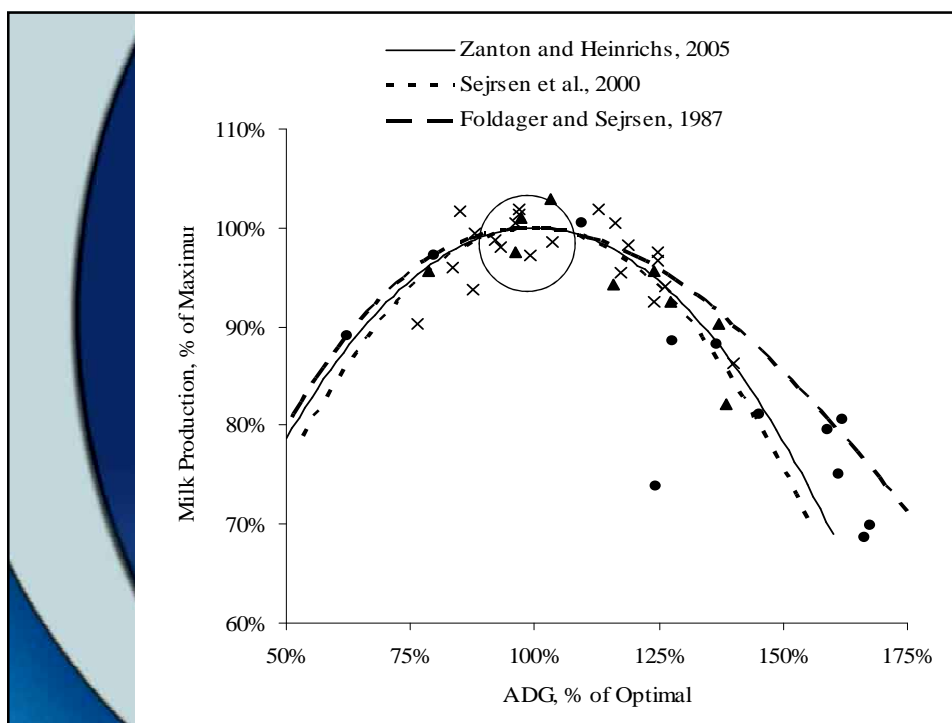 Zanton and Heinrichs, 2005
Sejrsen et al., 2000
Foldager and Sejrsen, 1987
110%
100%
90%
80%
70%
60%
Milk Production, % of Maximur
50%
75%
100%
125%
150%
175%
ADG, % of Optimal